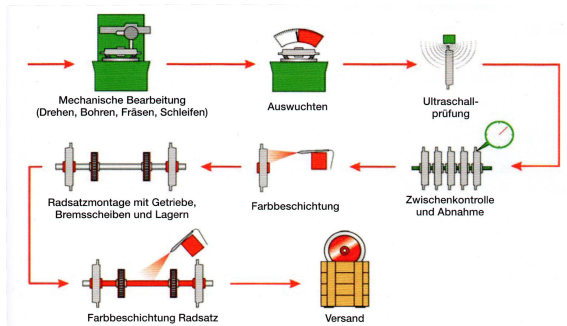 Mechanische Bearbeitung
(Drehen, Bohren, Fräsen, Schleifen)
Auswuchten
Ultraschall-
prüfung
Radsatzmontage mit Getriebe,
Bremsscheiben und Lagern
Farbbeschichtung
Zwischenkontrolle
und Abnahme
Farbbeschichtung Radsatz
Versand